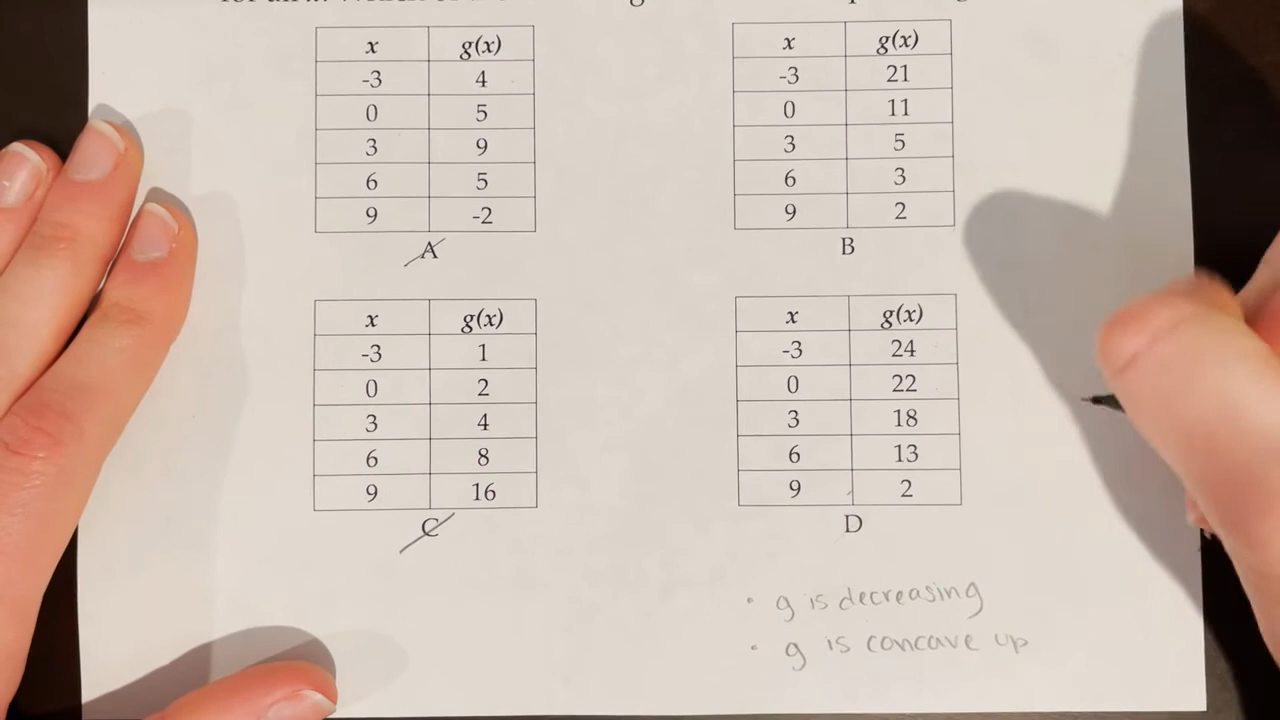 x g(x)
-3 4
0 5
3 9
6 5
9 -2
A
x g(x)
-3 21
0 11
3 5
6 3
9 2
B
x g(x)
-3 1
0 2
3 4
6 8
9 16
C
x g(x)
-3 24
0 22
3 18
6 13
9 2
D
• g is decreasing
• g is concave up